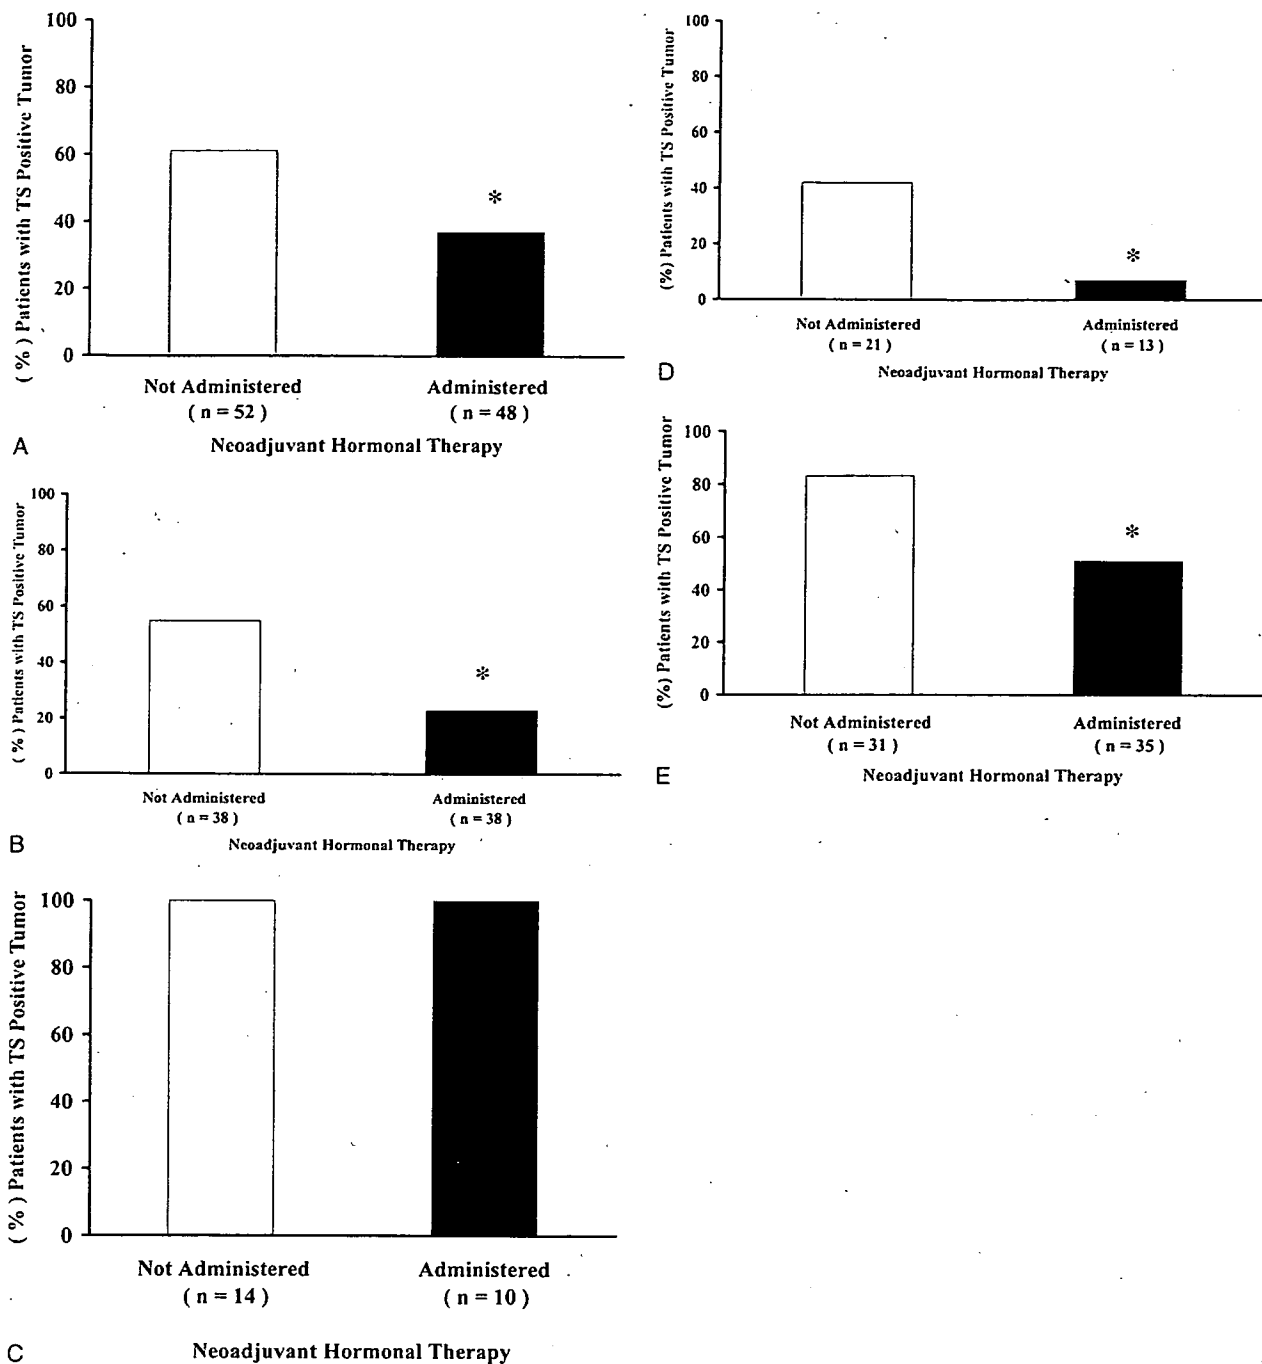 (%) Patients with TS Positive Tumor
100
80
60
40
20
0
*
Not Administered
Administered
( n = 52 )
( n = 48 )
Neoadjuvant Hormonal Therapy
A
(%) Patients with TS Positive Tumor
100
80
60
40
20
0
*
Not Administered
Administered
( n = 38 )
( n = 38 )
Neoadjuvant Hormonal Therapy
B
(%) Patients with TS Positive Tumor
100
80
60
40
20
0
Not Administered
Administered
( n = 14 )
( n = 10 )
Neoadjuvant Hormonal Therapy
C
(%) Patients with TS Positive Tumor
100
80
60
40
20
0
*
Not Administered
Administered
( n = 21 )
( n = 13 )
Neoadjuvant Hormonal Therapy
D
(%) Patients with TS Positive Tumor
100
80
60
40
20
0
*
Not Administered
Administered
( n = 31 )
( n = 35 )
Neoadjuvant Hormonal Therapy
E